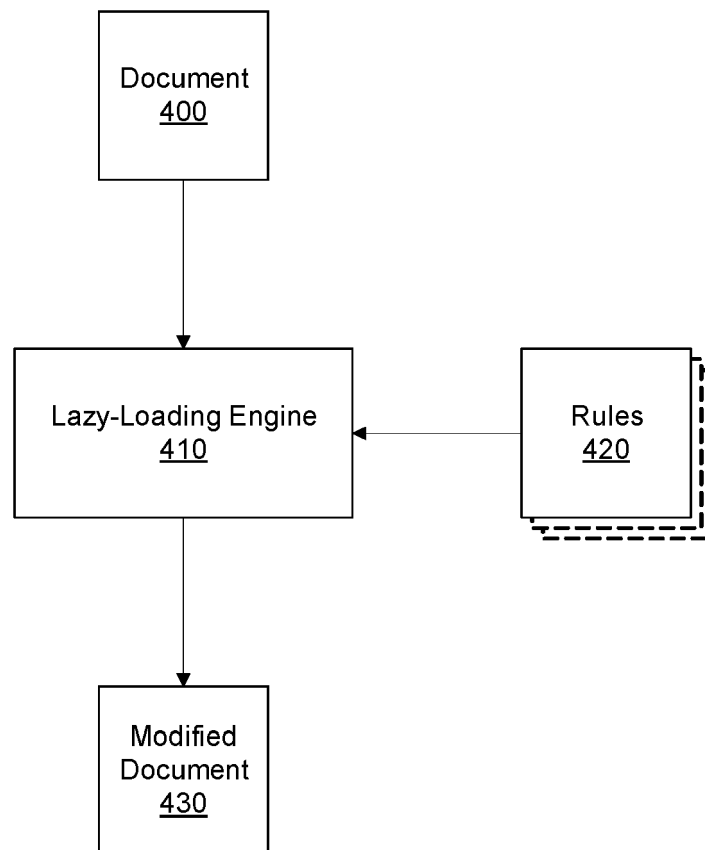 Document
400
Lazy-Loading Engine
410
Rules
420
Modified
Document
430